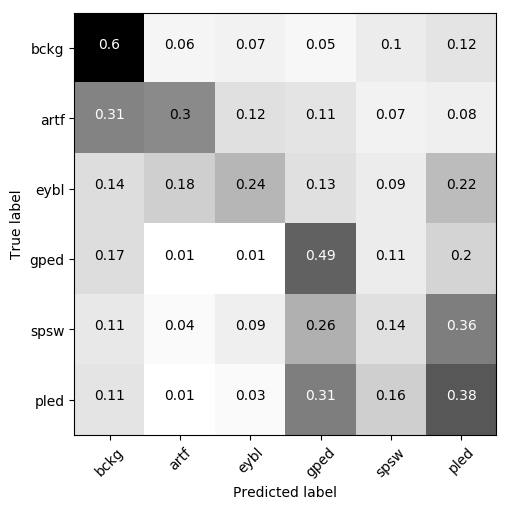 bckg 0.6 0.06 0.07 0.05 0.1 0.12
artf 0.31 0.3 0.12 0.11 0.07 0.08
eybl 0.14 0.18 0.24 0.13 0.09 0.22
gped 0.17 0.01 0.01 0.49 0.11 0.2
spsw 0.11 0.04 0.09 0.26 0.14 0.36
pled 0.11 0.01 0.03 0.31 0.16 0.38
bckg artf eybl gped spsw pled
True label
Predicted label